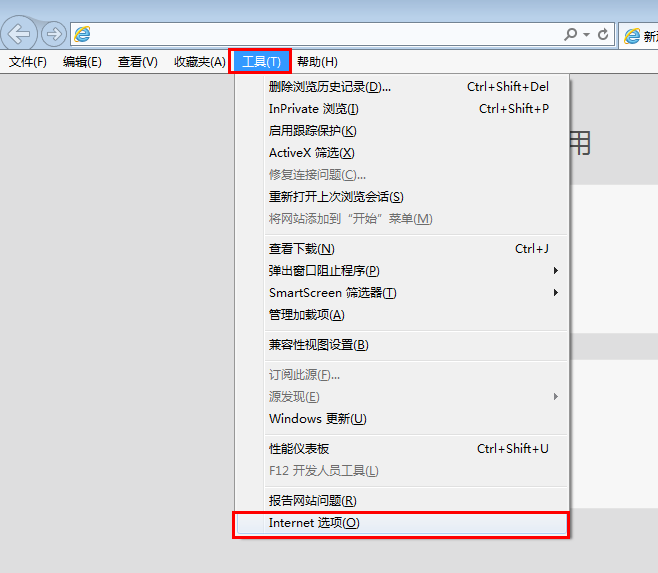 新
文件(F) 编辑(E) 查看(V) 收藏夹(A) 工具(T) 帮助(H)
删除浏览历史记录(D)... Ctrl+Shift+Del
InPrivate 浏览(I) Ctrl+Shift+P
启用跟踪保护(K)
用
ActiveX 筛选(X)
修复连接问题(C)...
重新打开上次浏览会话(S)
将网站添加到“开始”菜单(M)
查看下载(N) Ctrl+J
弹出窗口阻止程序(P)
SmartScreen 筛选器(T)
管理加载项(A)
兼容性视图设置(B)
订阅此源(F)...
源发现(E)
Windows 更新(U)
性能仪表板 Ctrl+Shift+U
F12 开发人员工具(L)
报告网站问题(R)
Internet 选项(O)